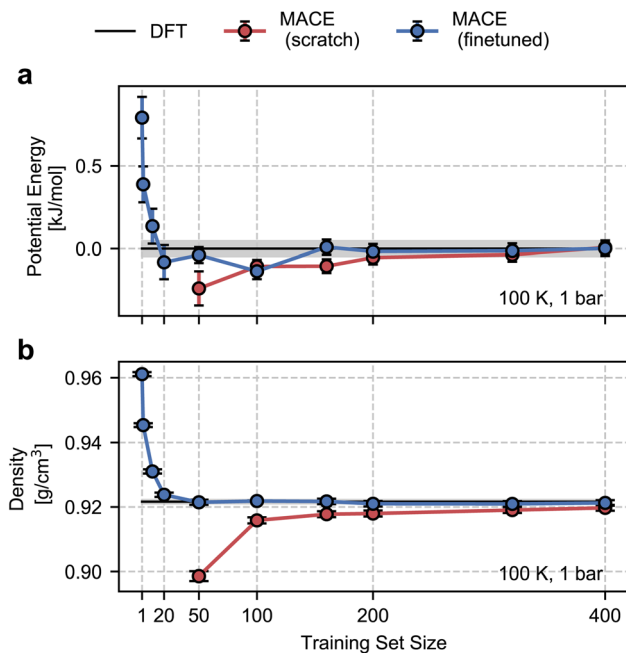 DFT
MACE
(scratch)
MACE
(finetuned)
a
Potential Energy
[kJ/mol]
0.5
0.0
100 K, 1 bar
b
Density
[g/cm³]
0.96
0.94
0.92
0.90
100 K, 1 bar
1 20 50 100 200 400
Training Set Size